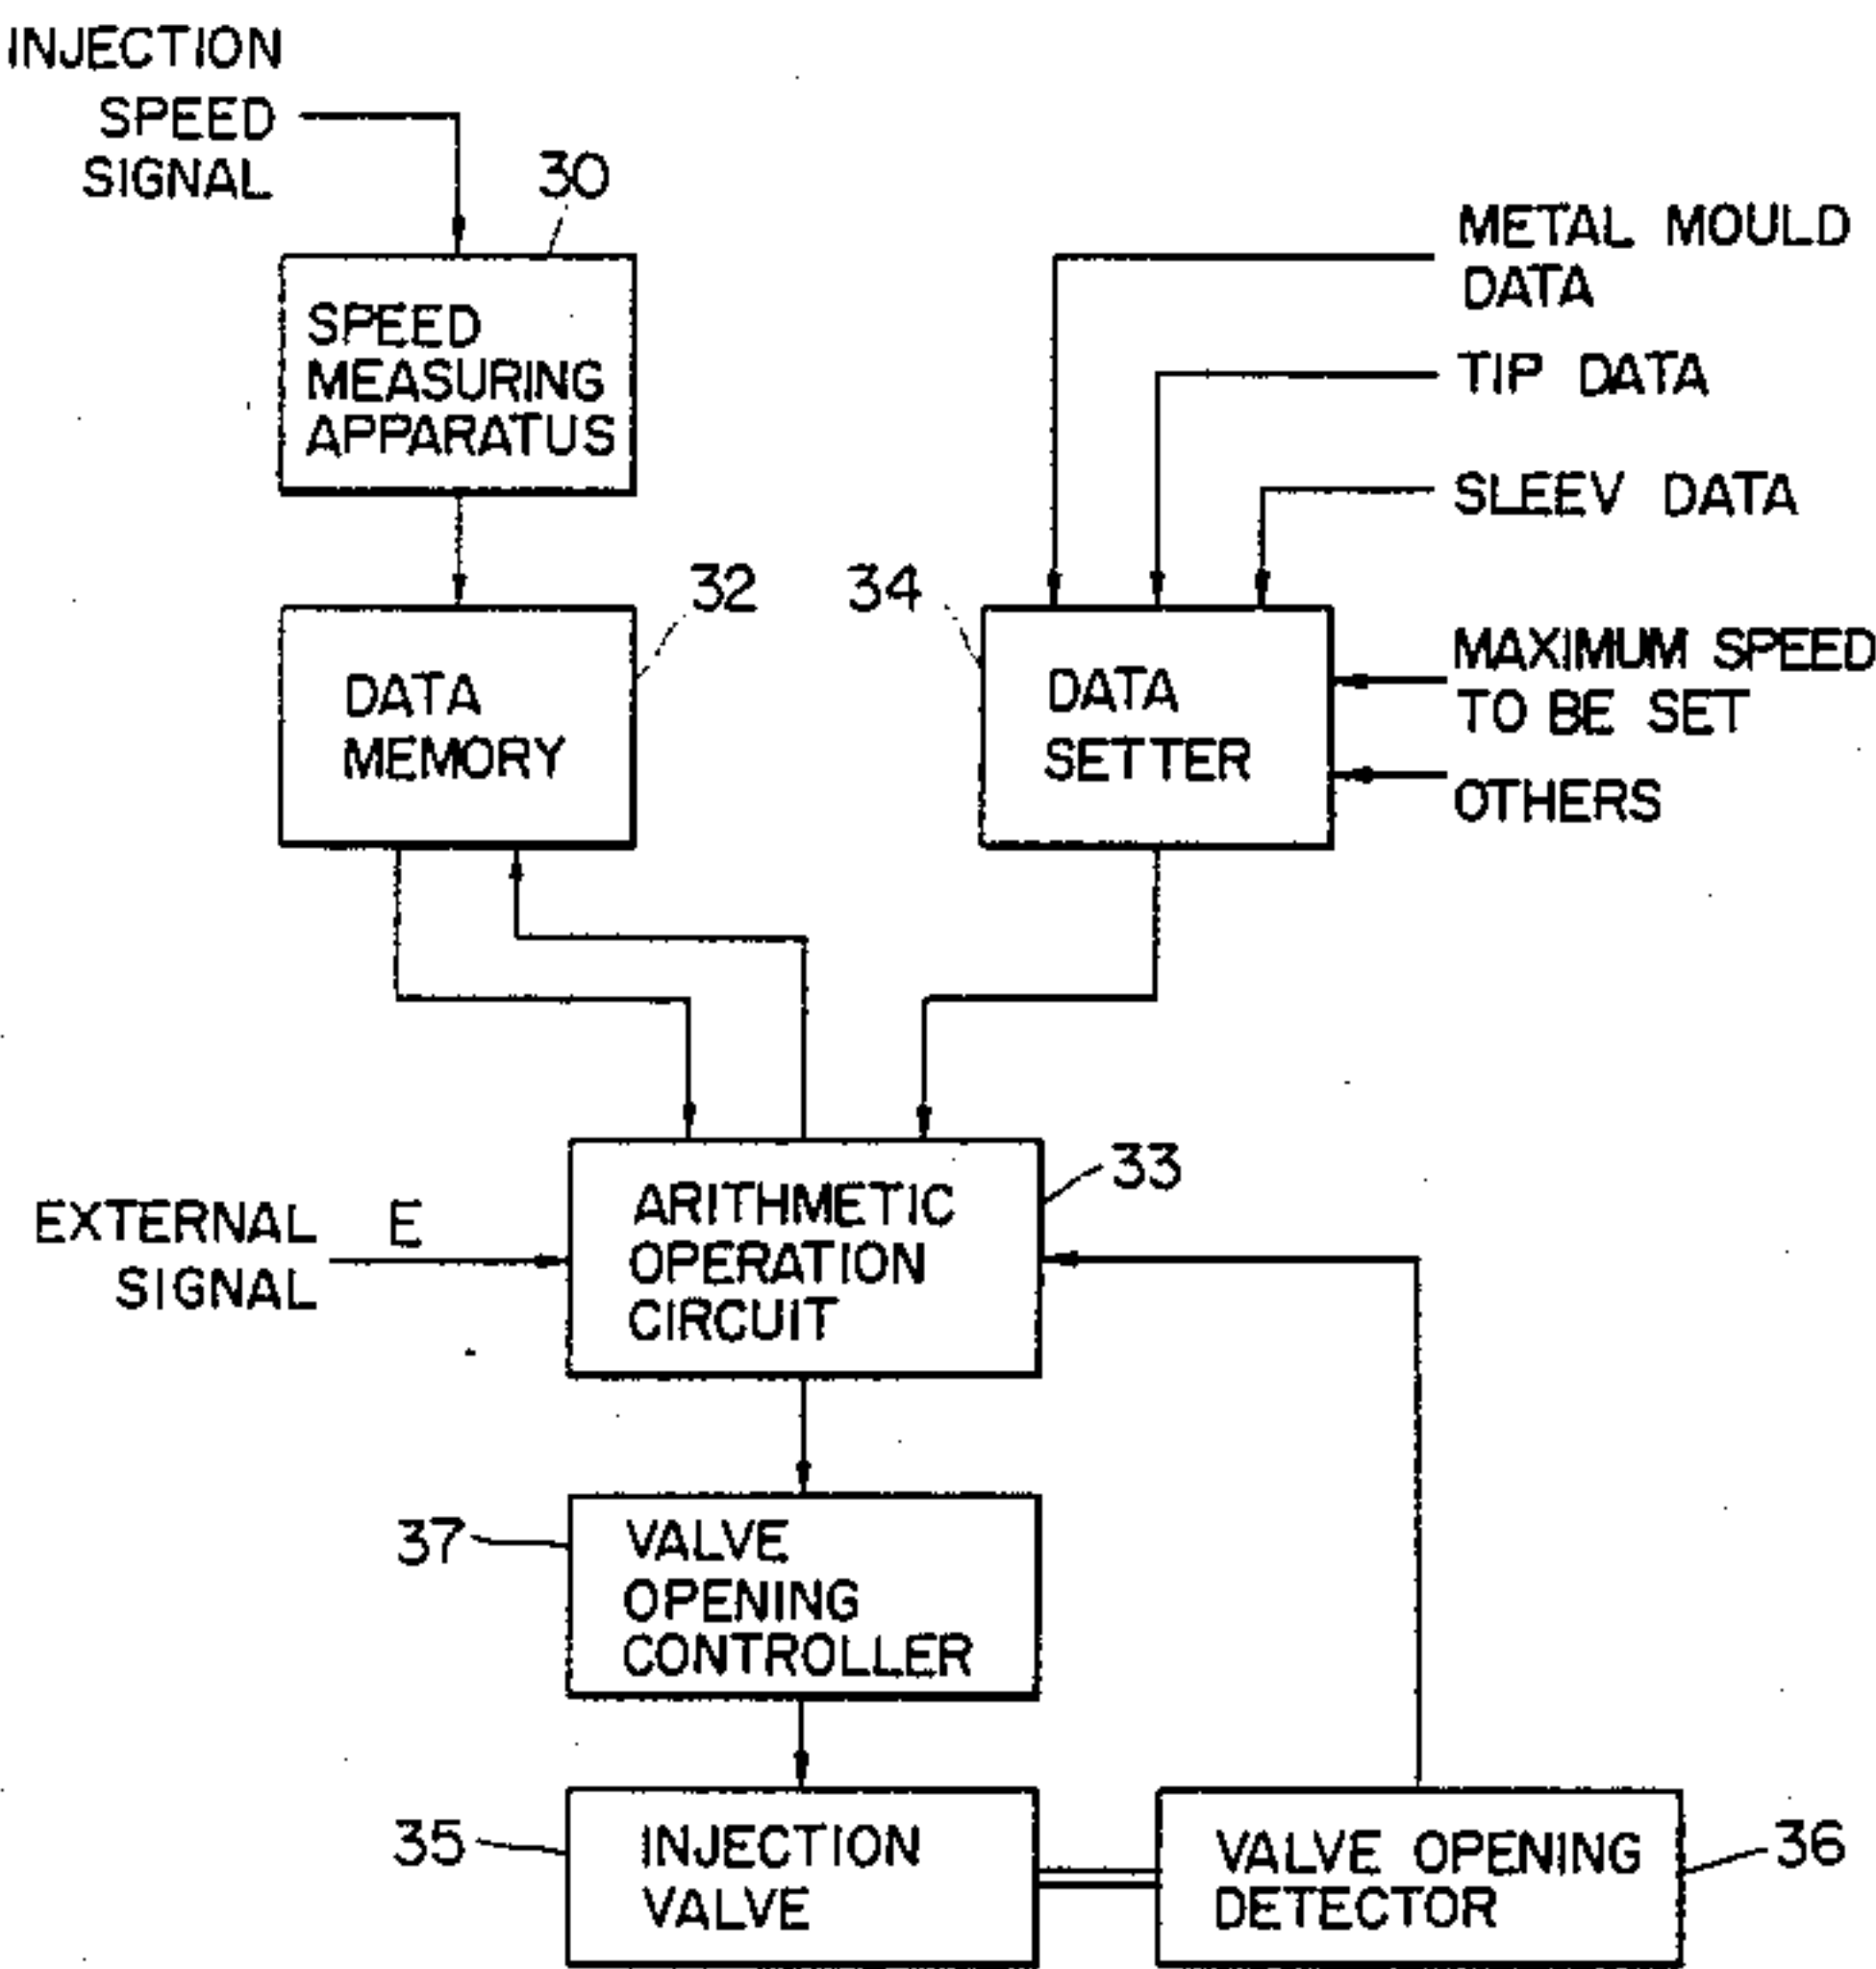 INJECTION
SPEED
SIGNAL
30
SPEED
MEASURING
APPARATUS
METAL MOULD
DATA
TIP DATA
SLEEV DATA
32
34
DATA
MEMORY
DATA
SETTER
MAXIMUM SPEED
TO BE SET
OTHERS
33
EXTERNAL
SIGNAL
E
ARITHMETIC
OPERATION
CIRCUIT
37
VALVE
OPENING
CONTROLLER
35
INJECTION
VALVE
VALVE OPENING
DETECTOR
36